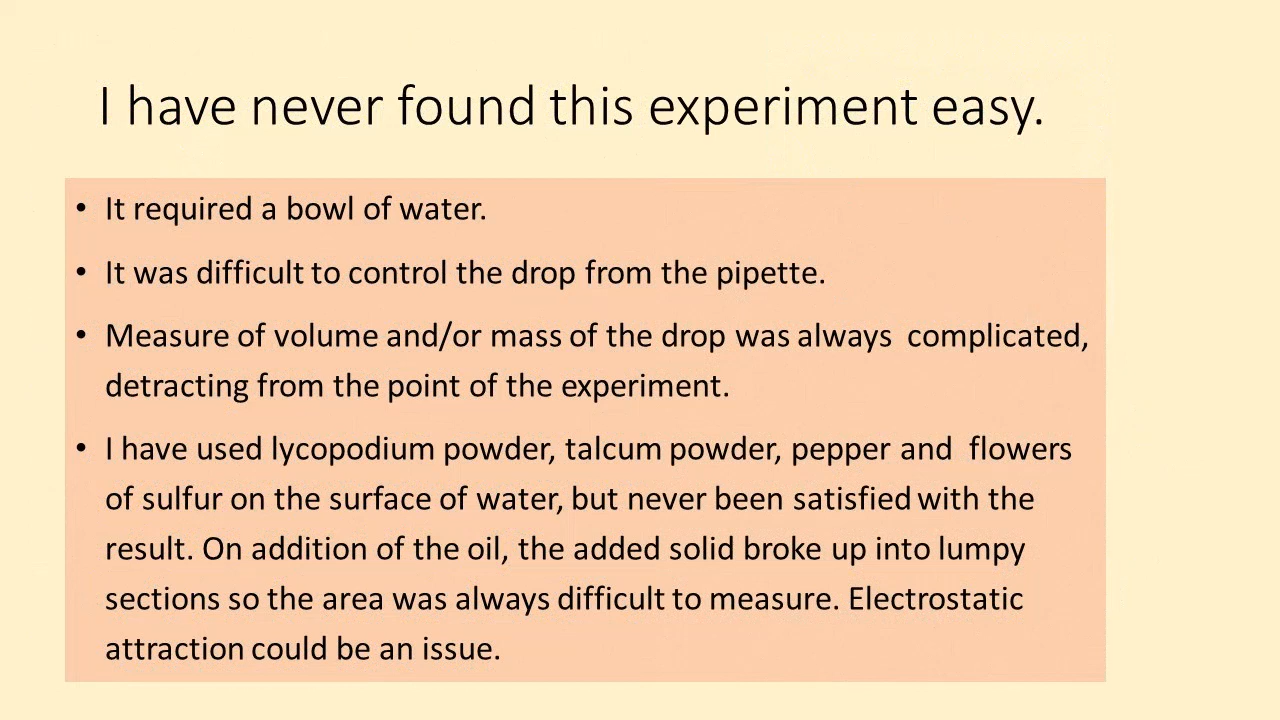 I have never found this experiment easy.
• It required a bowl of water.
• It was difficult to control the drop from the pipette.
• Measure of volume and/or mass of the drop was always  complicated,
detracting from the point of the experiment.
• I have used lycopodium powder, talcum powder, pepper and  flowers
of sulfur on the surface of water, but never been satisfied with the
result. On addition of the oil, the added solid broke up into lumpy
sections so the area was always difficult to measure. Electrostatic
attraction could be an issue.